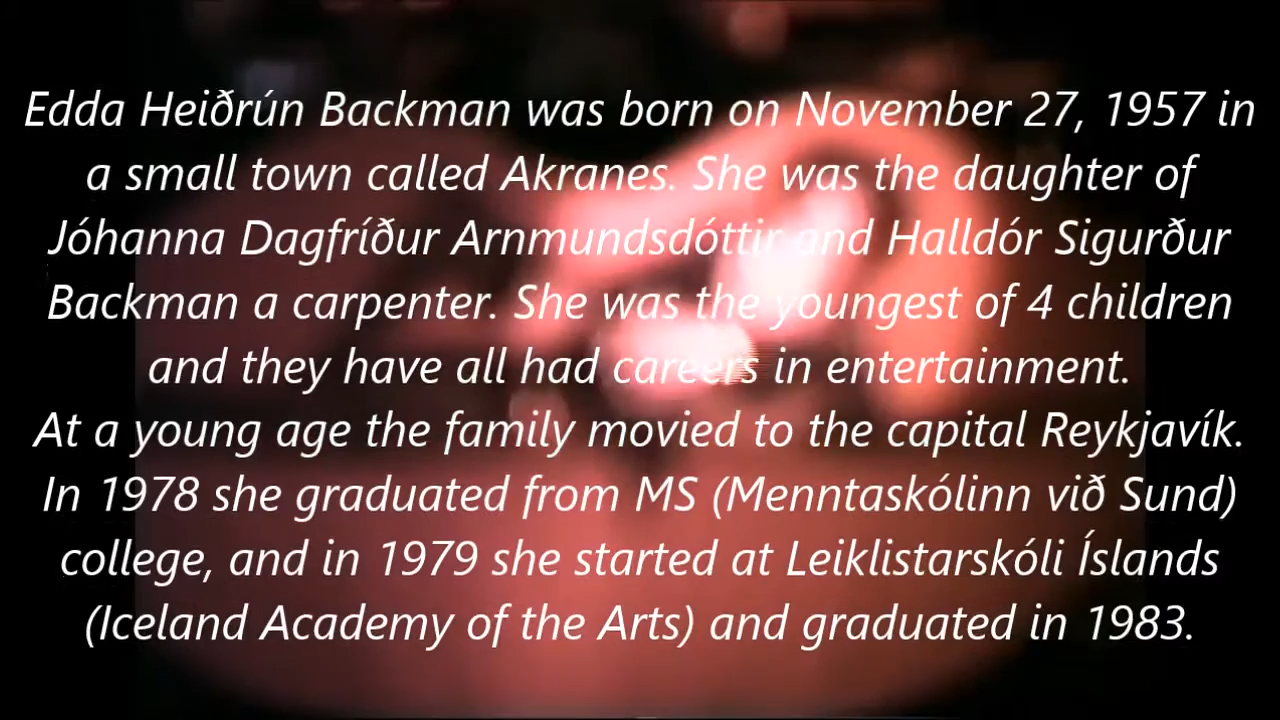 Edda Heiðrún Backman was born on November 27, 1957 in
a small town called Akranes. She was the daughter of
Jóhanna Dagfríður Arnmundsdóttir and Halldór Sigurður
Backman a carpenter. She was the youngest of 4 children
and they have all had careers in entertainment.
At a young age the family movied to the capital Reykjavík.
In 1978 she graduated from MS (Menntaskólinn við Sund)
college, and in 1979 she started at Leiklistarskóli Íslands
(Iceland Academy of the Arts) and graduated in 1983.